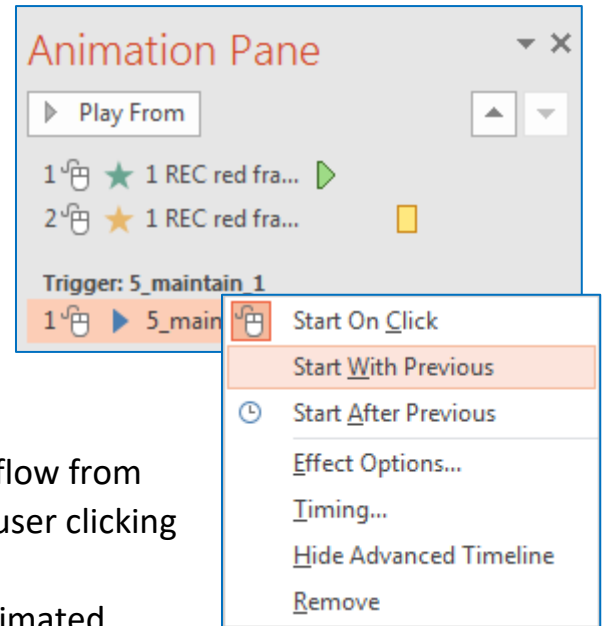 Animation Pane
Play From
1 1 REC red fra...
2 1 REC red fra...
Trigger: 5_maintain_1
1 5_main
Start On Click
Start With Previous
Start After Previous
Effect Options...
Timing...
Hide Advanced Timeline
Remove
flow from
user clicking